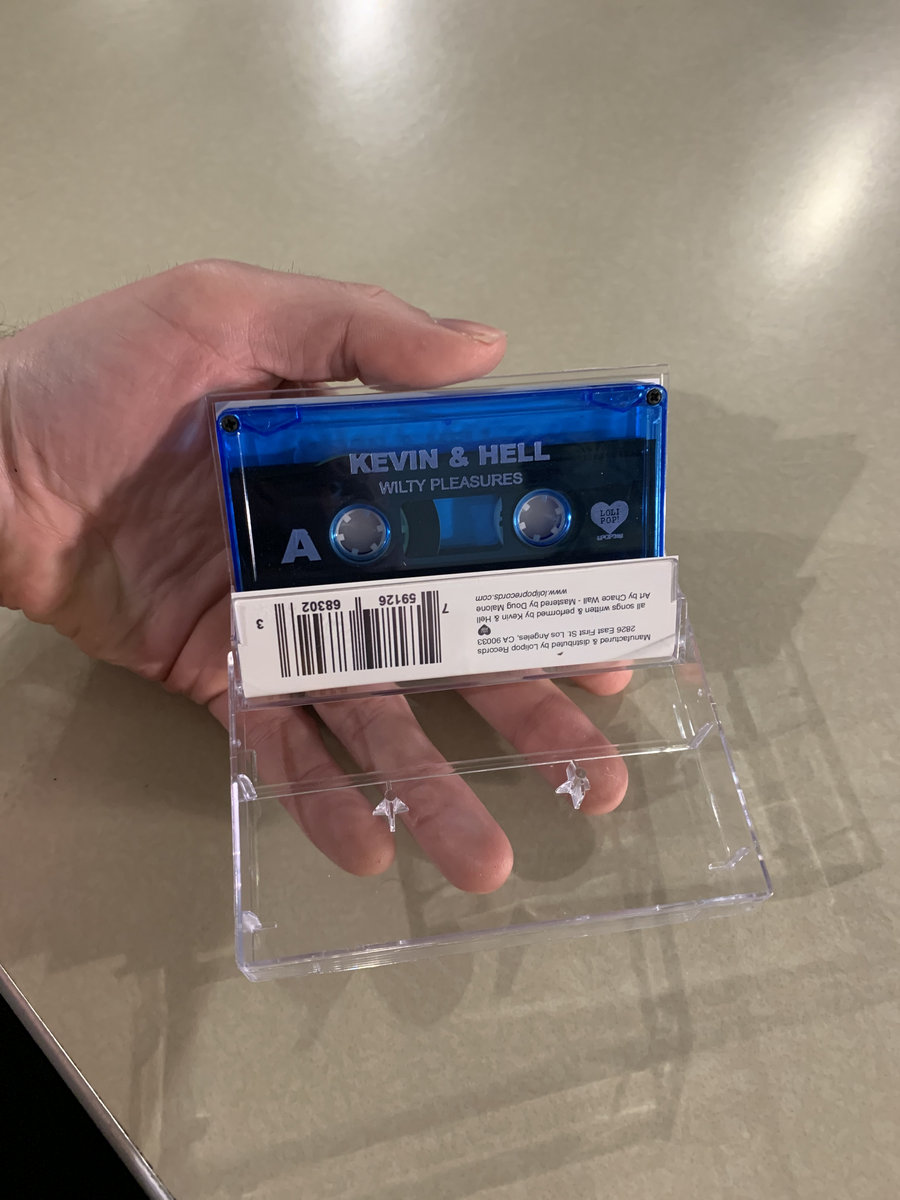 KEVIN & HELL
WILTY PLEASURES
A
LOLI
POP!
RECORDS
Manufactured & distributed by Lolipop Records
2826 East First St. Los Angeles, CA 90033
all songs written & performed by Kevin & Hell
Art by Chace Wall - Mastered by Doug Malone
www.lolipoprecords.com
7 59126 68302 3